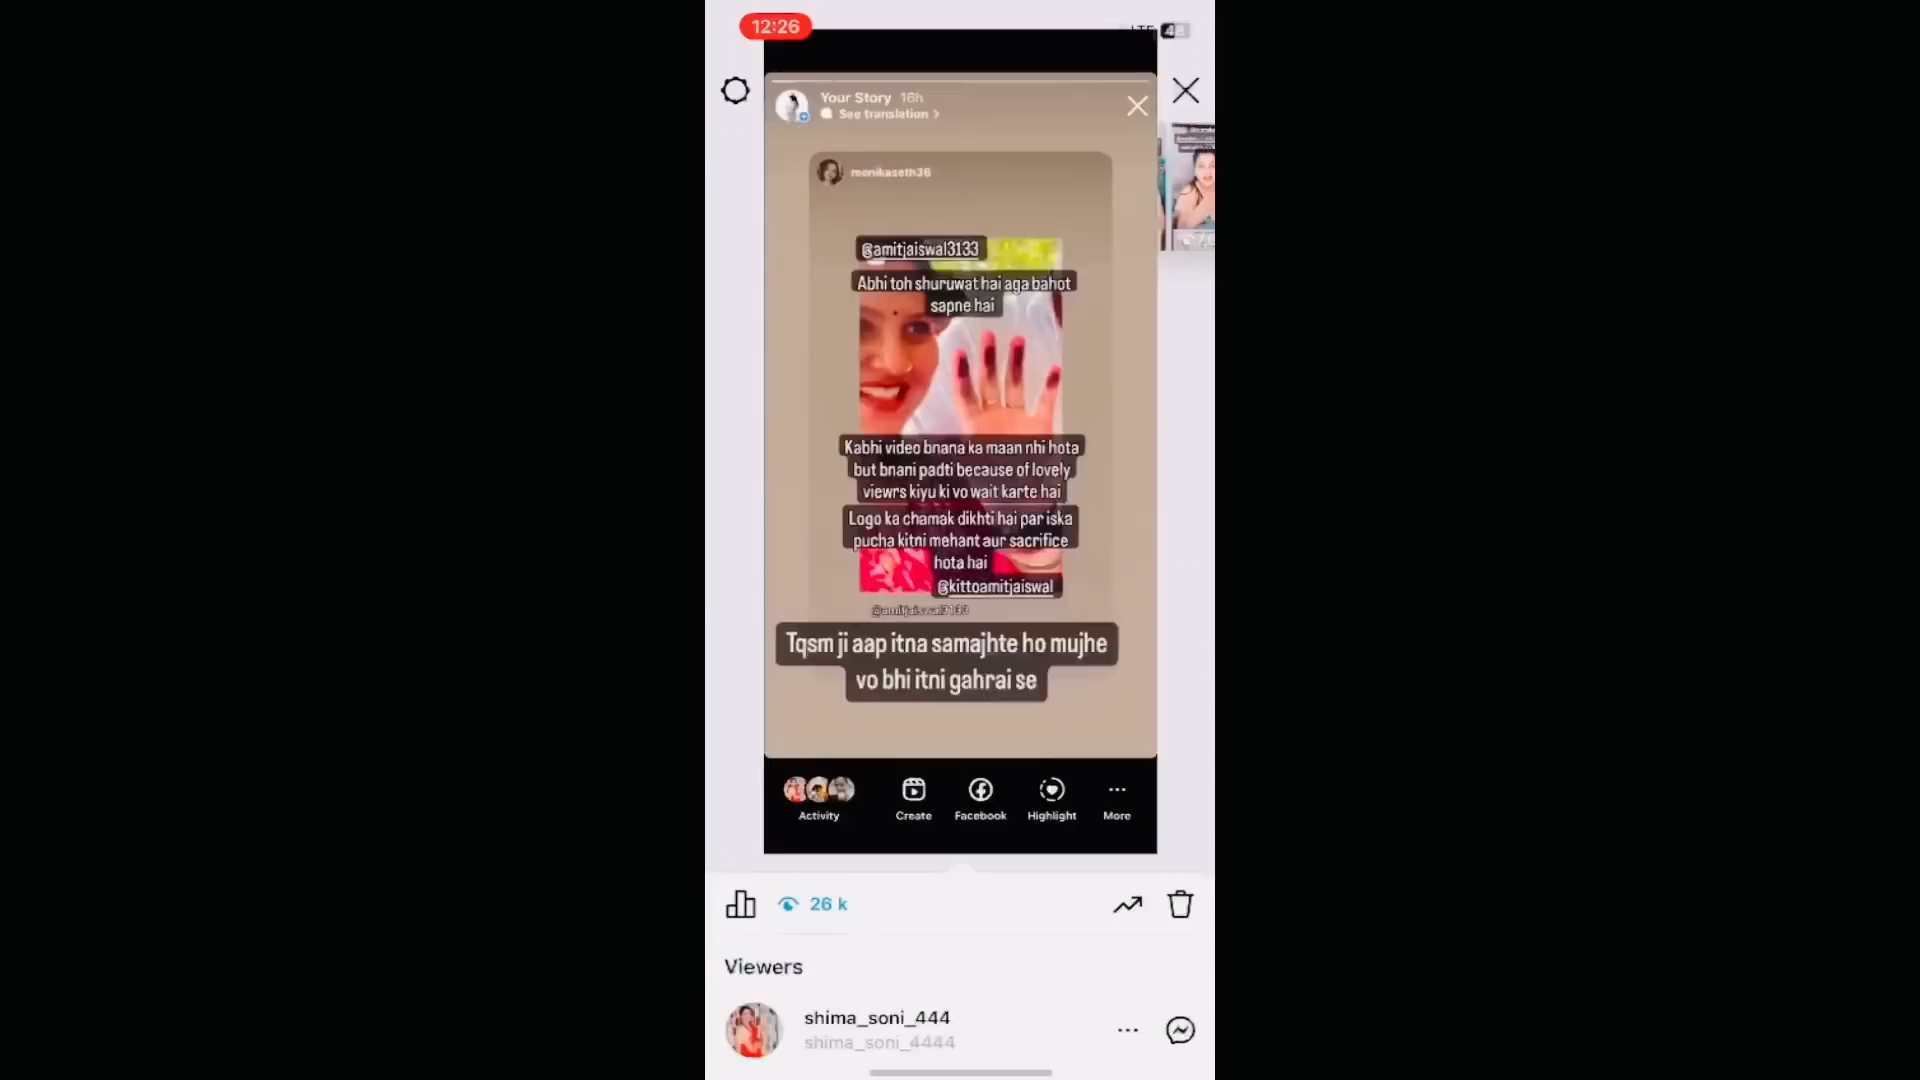 12:26
LTE 48
Your Story 16h
See translation >
monikaseth36
@amitjaiswal3133
Abhi toh shuruwat hai aga bahot
sapne hai
Kabhi video bnana ka maan nhi hota
but bnani padti because of lovely
viewrs kiyu ki vo wait karte hai
Logo ka chamak dikhti hai par iska
pucha kitni mehant aur sacrifice
hota hai
@kittoamitjaiswal
@amitjaiswal3133
Tqsm ji aap itna samajhte ho mujhe
vo bhi itni gahrai se
Activity Create Facebook Highlight More
26 k
Viewers
shima_soni_444
shima_soni_4444